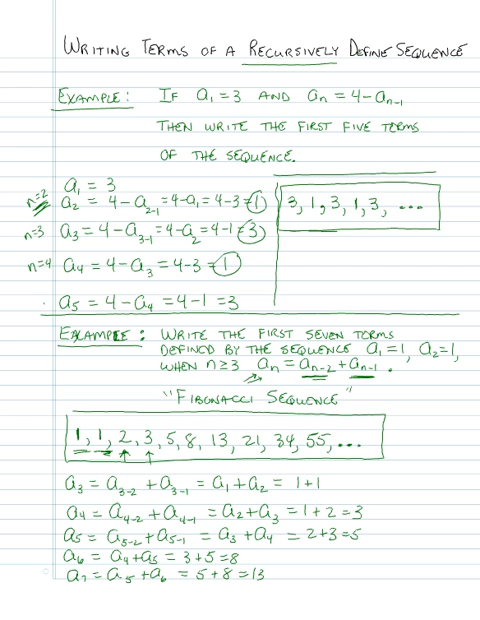 WRITING TERMS OF A RECURSIVELY DEFINE SEQUENCE
EXAMPLE: IF a₁ = 3 AND aₙ = 4 - aₙ₋₁
THEN WRITE THE FIRST FIVE TERMS
OF THE SEQUENCE.
a₁ = 3
n=2 a₂ = 4 - a₂₋₁ = 4 - a₁ = 4 - 3 = 1
3, 1, 3, 1, 3, ...
n=3 a₃ = 4 - a₃₋₁ = 4 - a₂ = 4 - 1 = 3
n=4 a₄ = 4 - a₃ = 4 - 3 = 1
a₅ = 4 - a₄ = 4 - 1 = 3
EXAMPLE: WRITE THE FIRST SEVEN TERMS
DEFINED BY THE SEQUENCE a₁ = 1, a₂ = 1,
WHEN n ≥ 3, aₙ = aₙ₋₂ + aₙ₋₁.
"FIBONACCI SEQUENCE"
1, 1, 2, 3, 5, 8, 13, 21, 34, 55, ...
a₃ = a₃₋₂ + a₃₋₁ = a₁ + a₂ = 1 + 1
a₄ = a₄₋₂ + a₄₋₁ = a₂ + a₃ = 1 + 2 = 3
a₅ = a₅₋₂ + a₅₋₁ = a₃ + a₄ = 2 + 3 = 5
a₆ = a₄ + a₅ = 3 + 5 = 8
a₇ = a₅ + a₆ = 5 + 8 = 13